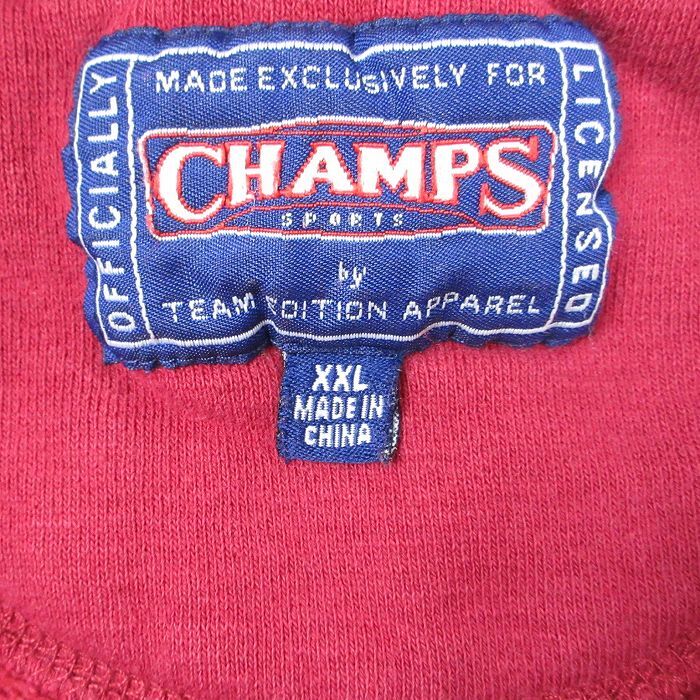 OFFICIALLY
MADE EXCLUSIVELY FOR
CHAMPS
SPORTS
by
TEAM EDITION APPAREL
LICENSED
XXL
MADE IN
CHINA